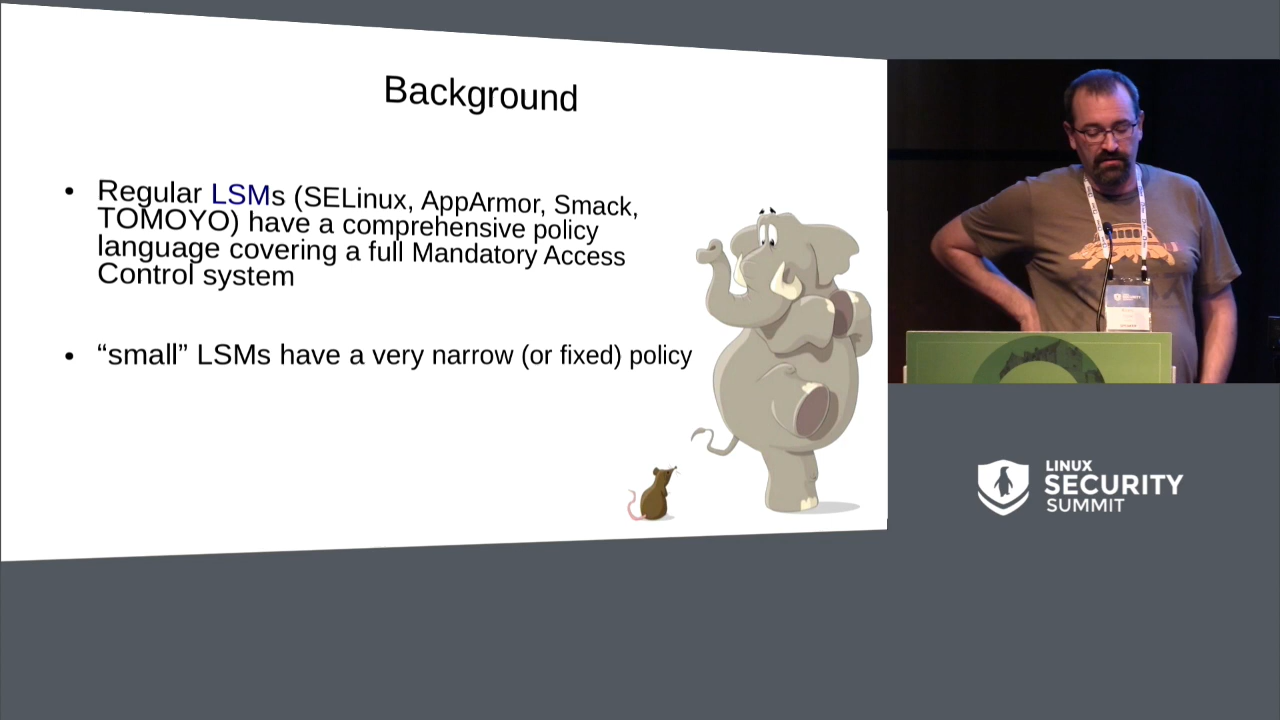 Background
• Regular LSMs (SELinux, AppArmor, Smack,
TOMOYO) have a comprehensive policy
language covering a full Mandatory Access
Control system
• “small” LSMs have a very narrow (or fixed) policy
LINUX
SECURITY
SUMMIT